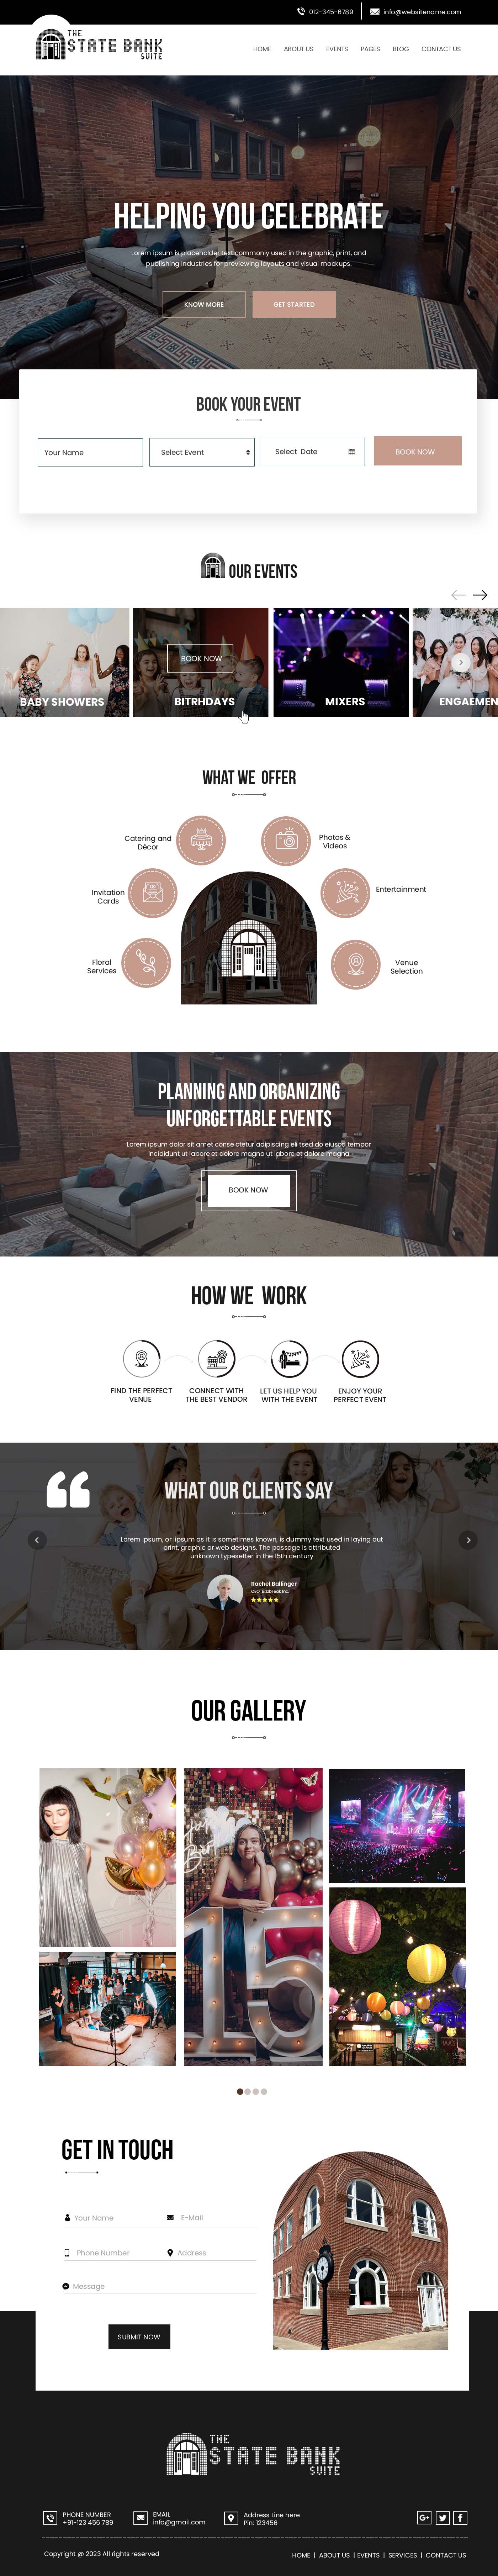 012-345-6789
info@websitename.com
THE
STATE BANK
SUITE
HOME ABOUT US EVENTS PAGES BLOG CONTACT US
HELPING YOU CELEBRATE
Lorem ipsum is placeholder text commonly used in the graphic, print, and
publishing industries for previewing layouts and visual mockups.
KNOW MORE
GET STARTED
BOOK YOUR EVENT
Your Name
Select Event
Select Date
BOOK NOW
OUR EVENTS
BOOK NOW
BABY SHOWERS
BITRHDAYS
MIXERS
ENGAEMEN
WHAT WE OFFER
Catering and
Décor
Photos &
Videos
Invitation
Cards
Entertainment
Floral
Services
Venue
Selection
PLANNING AND ORGANIZING
UNFORGETTABLE EVENTS
Lorem ipsum dolor sit amet conse ctetur adipiscing eli tsed do eiusod tempor
incididunt ut labore et dolore magna ut labore et dolore magna
BOOK NOW
HOW WE WORK
FIND THE PERFECT
VENUE
CONNECT WITH
THE BEST VENDOR
LET US HELP YOU
WITH THE EVENT
ENJOY YOUR
PERFECT EVENT
WHAT OUR CLIENTS SAY
Lorem ipsum, or lipsum as it is sometimes known, is dummy text used in laying out
print, graphic or web designs. The passage is attributed
unknown typesetter in the 15th century
Rachel Ballinger
OUR GALLERY
15
GET IN TOUCH
Your Name
E-Mail
Phone Number
Address
Message
SUBMIT NOW
THE
STATE BANK
SUITE
PHONE NUMBER
+91-123 456 789
EMAIL
Info@gmail.com
Address Line here
Pin: 123456
G+
Copyright @ 2023 All rights reserved
HOME | ABOUT US | EVENTS | SERVICES | CONTACT US